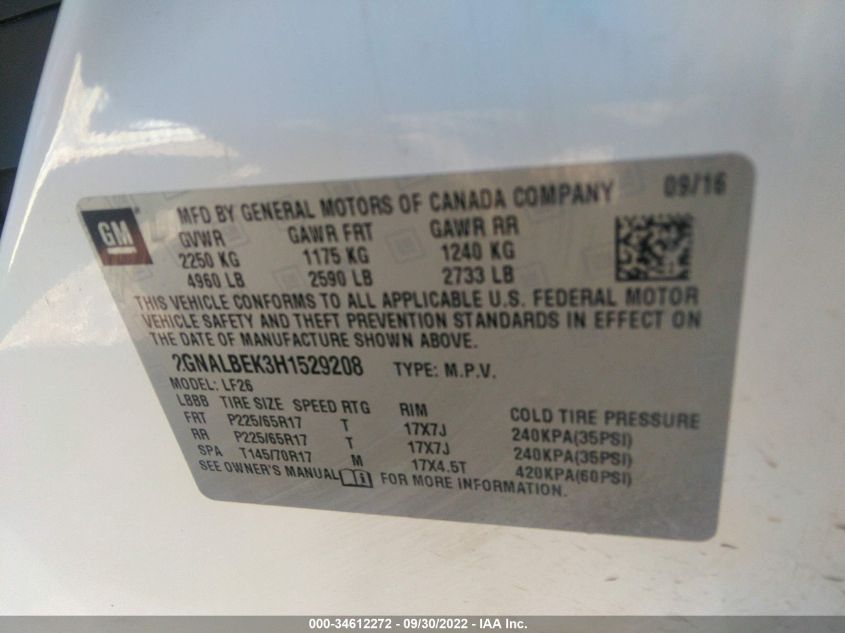 GM
MFD BY GENERAL MOTORS OF CANADA COMPANY 09/16
GVWR GAWR FRT GAWR RR
2250 KG 1175 KG 1240 KG
4960 LB 2590 LB 2733 LB
THIS VEHICLE CONFORMS TO ALL APPLICABLE U.S. FEDERAL MOTOR
VEHICLE SAFETY AND THEFT PREVENTION STANDARDS IN EFFECT ON
THE DATE OF MANUFACTURE SHOWN ABOVE.
2GNALBEK3H1529208 TYPE: M.P.V.
MODEL: LF26
LBBB TIRE SIZE SPEED RTG RIM COLD TIRE PRESSURE
FRT P225/65R17 T 17X7J 240KPA(35PSI)
RR P225/65R17 T 17X7J 240KPA(35PSI)
SPA T145/70R17 M 17X4.5T 420KPA(60PSI)
SEE OWNER'S MANUAL FOR MORE INFORMATION.
000-34612272 - 09/30/2022 - IAA Inc.